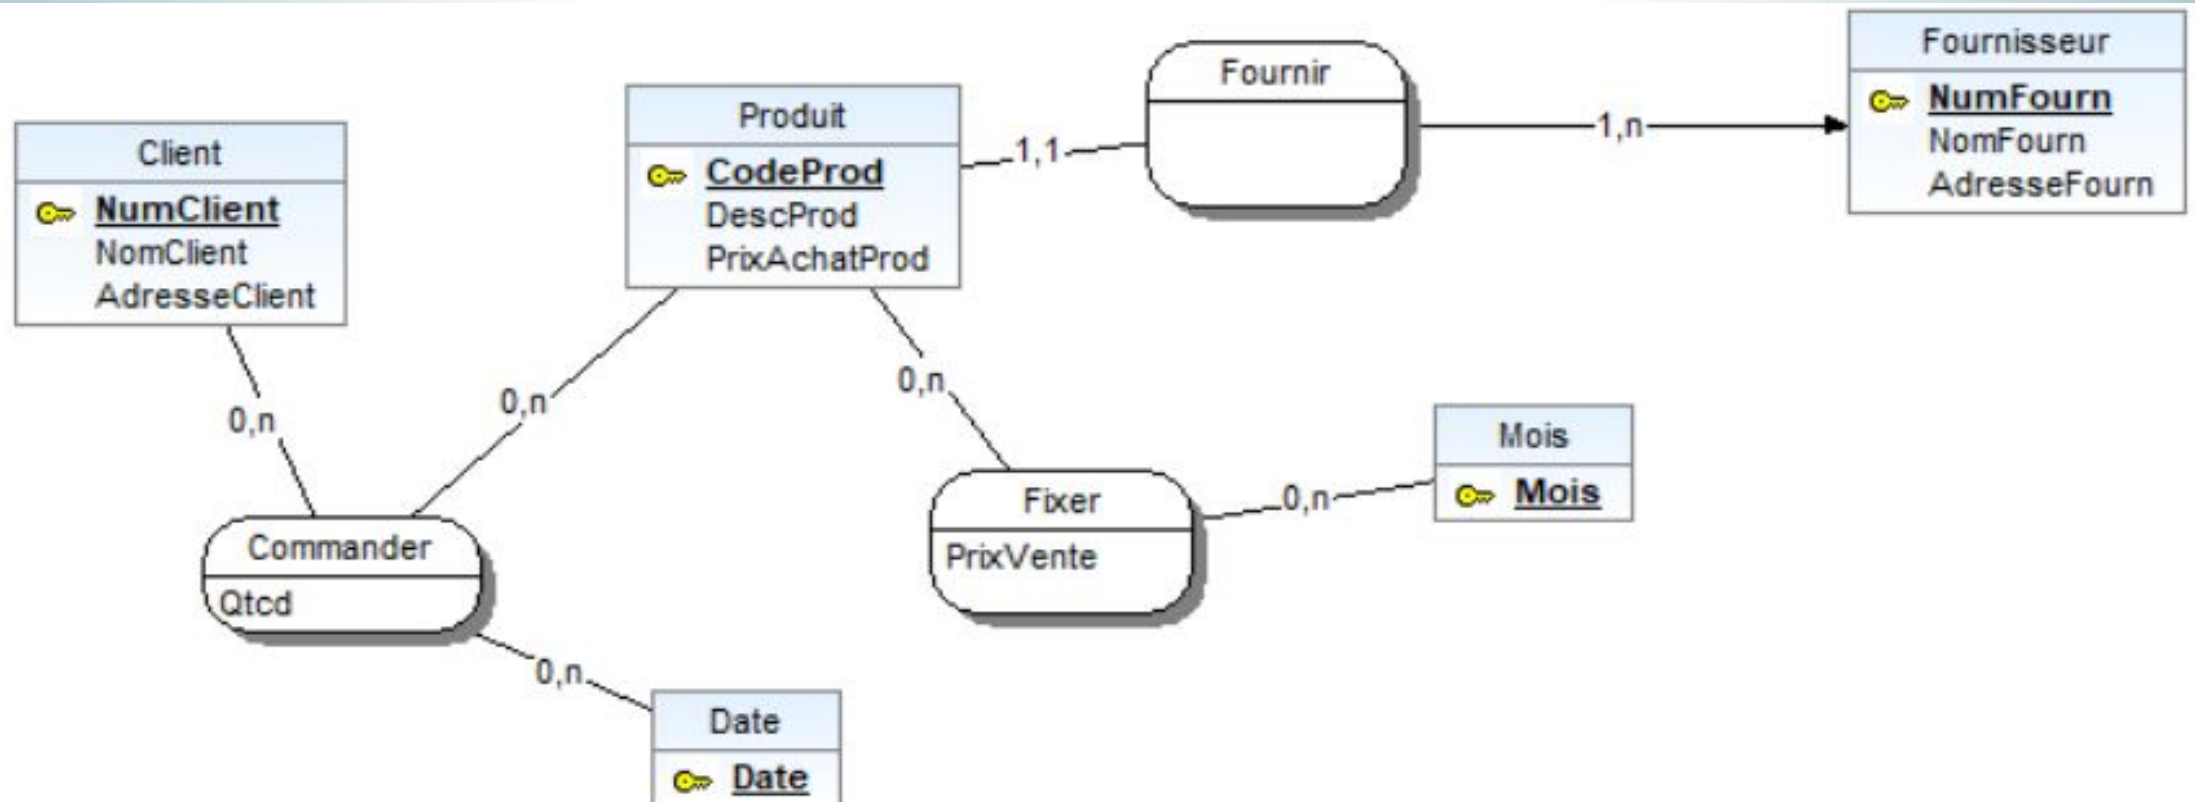 Client
NumClient
NomClient
AdresseClient
Produit
CodeProd
DescProd
PrixAchatProd
1,1
Fournir
1,n
Fournisseur
NumFourn
NomFourn
AdresseFourn
0,n
0,n
0,n
Commander
Qtcd
Fixer
PrixVente
0,n
Mois
Mois
0,n
Date
Date